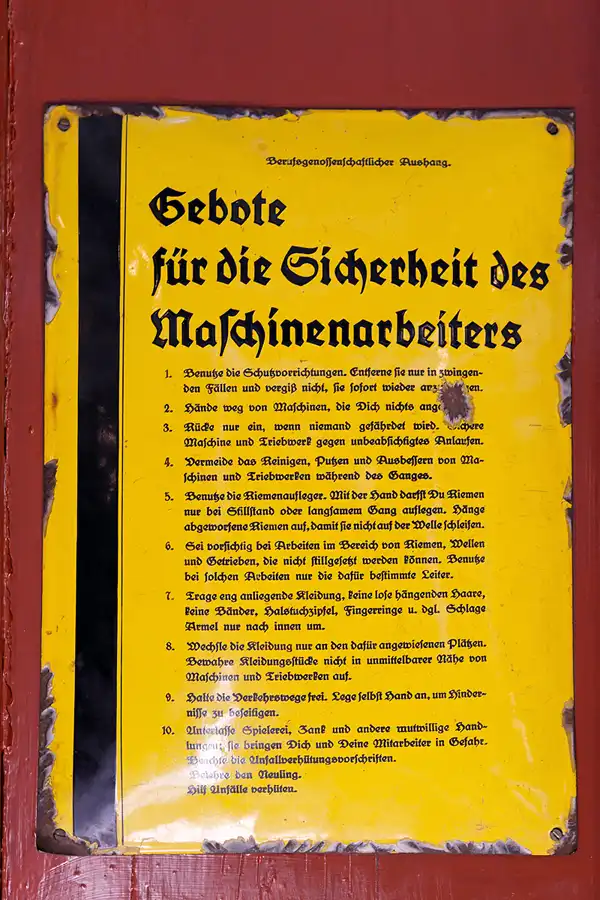 Berufsgenossenschaftlicher Aushang.
Gebote
für die Sicherheit des
Maschinenarbeiters
1. Benutze die Schutzvorrichtungen. Entferne sie nur in zwingen-
den Fällen und vergiß nicht, sie sofort wieder
2. Hände weg von Maschinen, die Dich nichts
3. Rücke nur ein, wenn niemand gefährdet wird.
Maschine und Triebwerk gegen unbeabsichtigtes Anlaufen.
4. Vermeide das Reinigen, Putzen und Ausbessern von Ma-
schinen und Triebwerken während des Ganges.
5. Benutze die Riemenaufleger. Mit der Hand darfst Du Riemen
nur bei Stillstand oder langsamem Gang auflegen. Hänge
abgeworfene Riemen auf, damit sie nicht auf der Welle schleifen.
6. Sei vorsichtig bei Arbeiten im Bereich von Riemen, Wellen
und Getrieben, die nicht stillgesetzt werden können. Benutze
bei solchen Arbeiten nur die dafür bestimmte Leiter.
7. Trage eng anliegende Kleidung, keine lose hängenden Haare,
keine Bänder, Halstuchzipfel, Fingerringe u. dgl. Schlage
Ärmel nur nach innen um.
8. Wechsle die Kleidung nur an den dafür angewiesenen Plätzen.
Bewahre Kleidungsstücke nicht in unmittelbarer Nähe von
Maschinen und Triebwerken auf.
9. Halte die Verkehrswege frei. Lege selbst Hand an, um Hinder-
nisse zu beseitigen.
10. Unterlasse Spielerei, Zank und andere mutwillige Hand-
lungen; sie bringen Dich und Deine Mitarbeiter in Gefahr.
Beachte die Unfallverhütungsvorschriften.
Belehre den Neuling.
Hilf Unfälle verhüten.